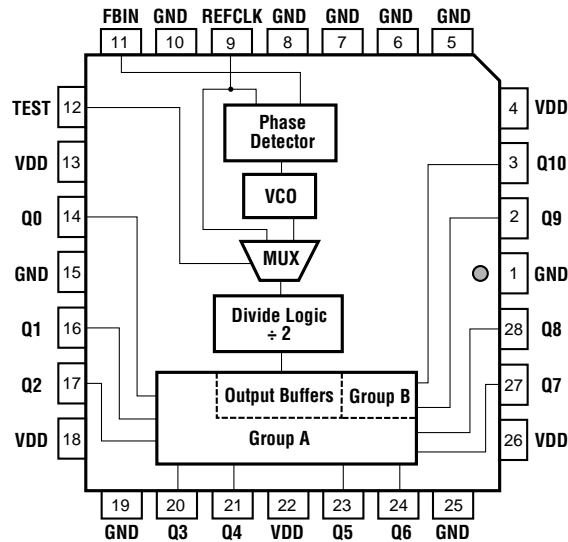 FBIN GND REFCLK GND GND GND GND
11 10 9 8 7 6 5
TEST 12
VDD 13
Q0 14
GND 15
Q1 16
Q2 17
VDD 18
4 VDD
3 Q10
2 Q9
1 GND
28 Q8
27 Q7
26 VDD
Phase
Detector
VCO
MUX
Divide Logic
÷ 2
Output Buffers Group B
Group A
19 20 21 22 23 24 25
GND Q3 Q4 VDD Q5 Q6 GND